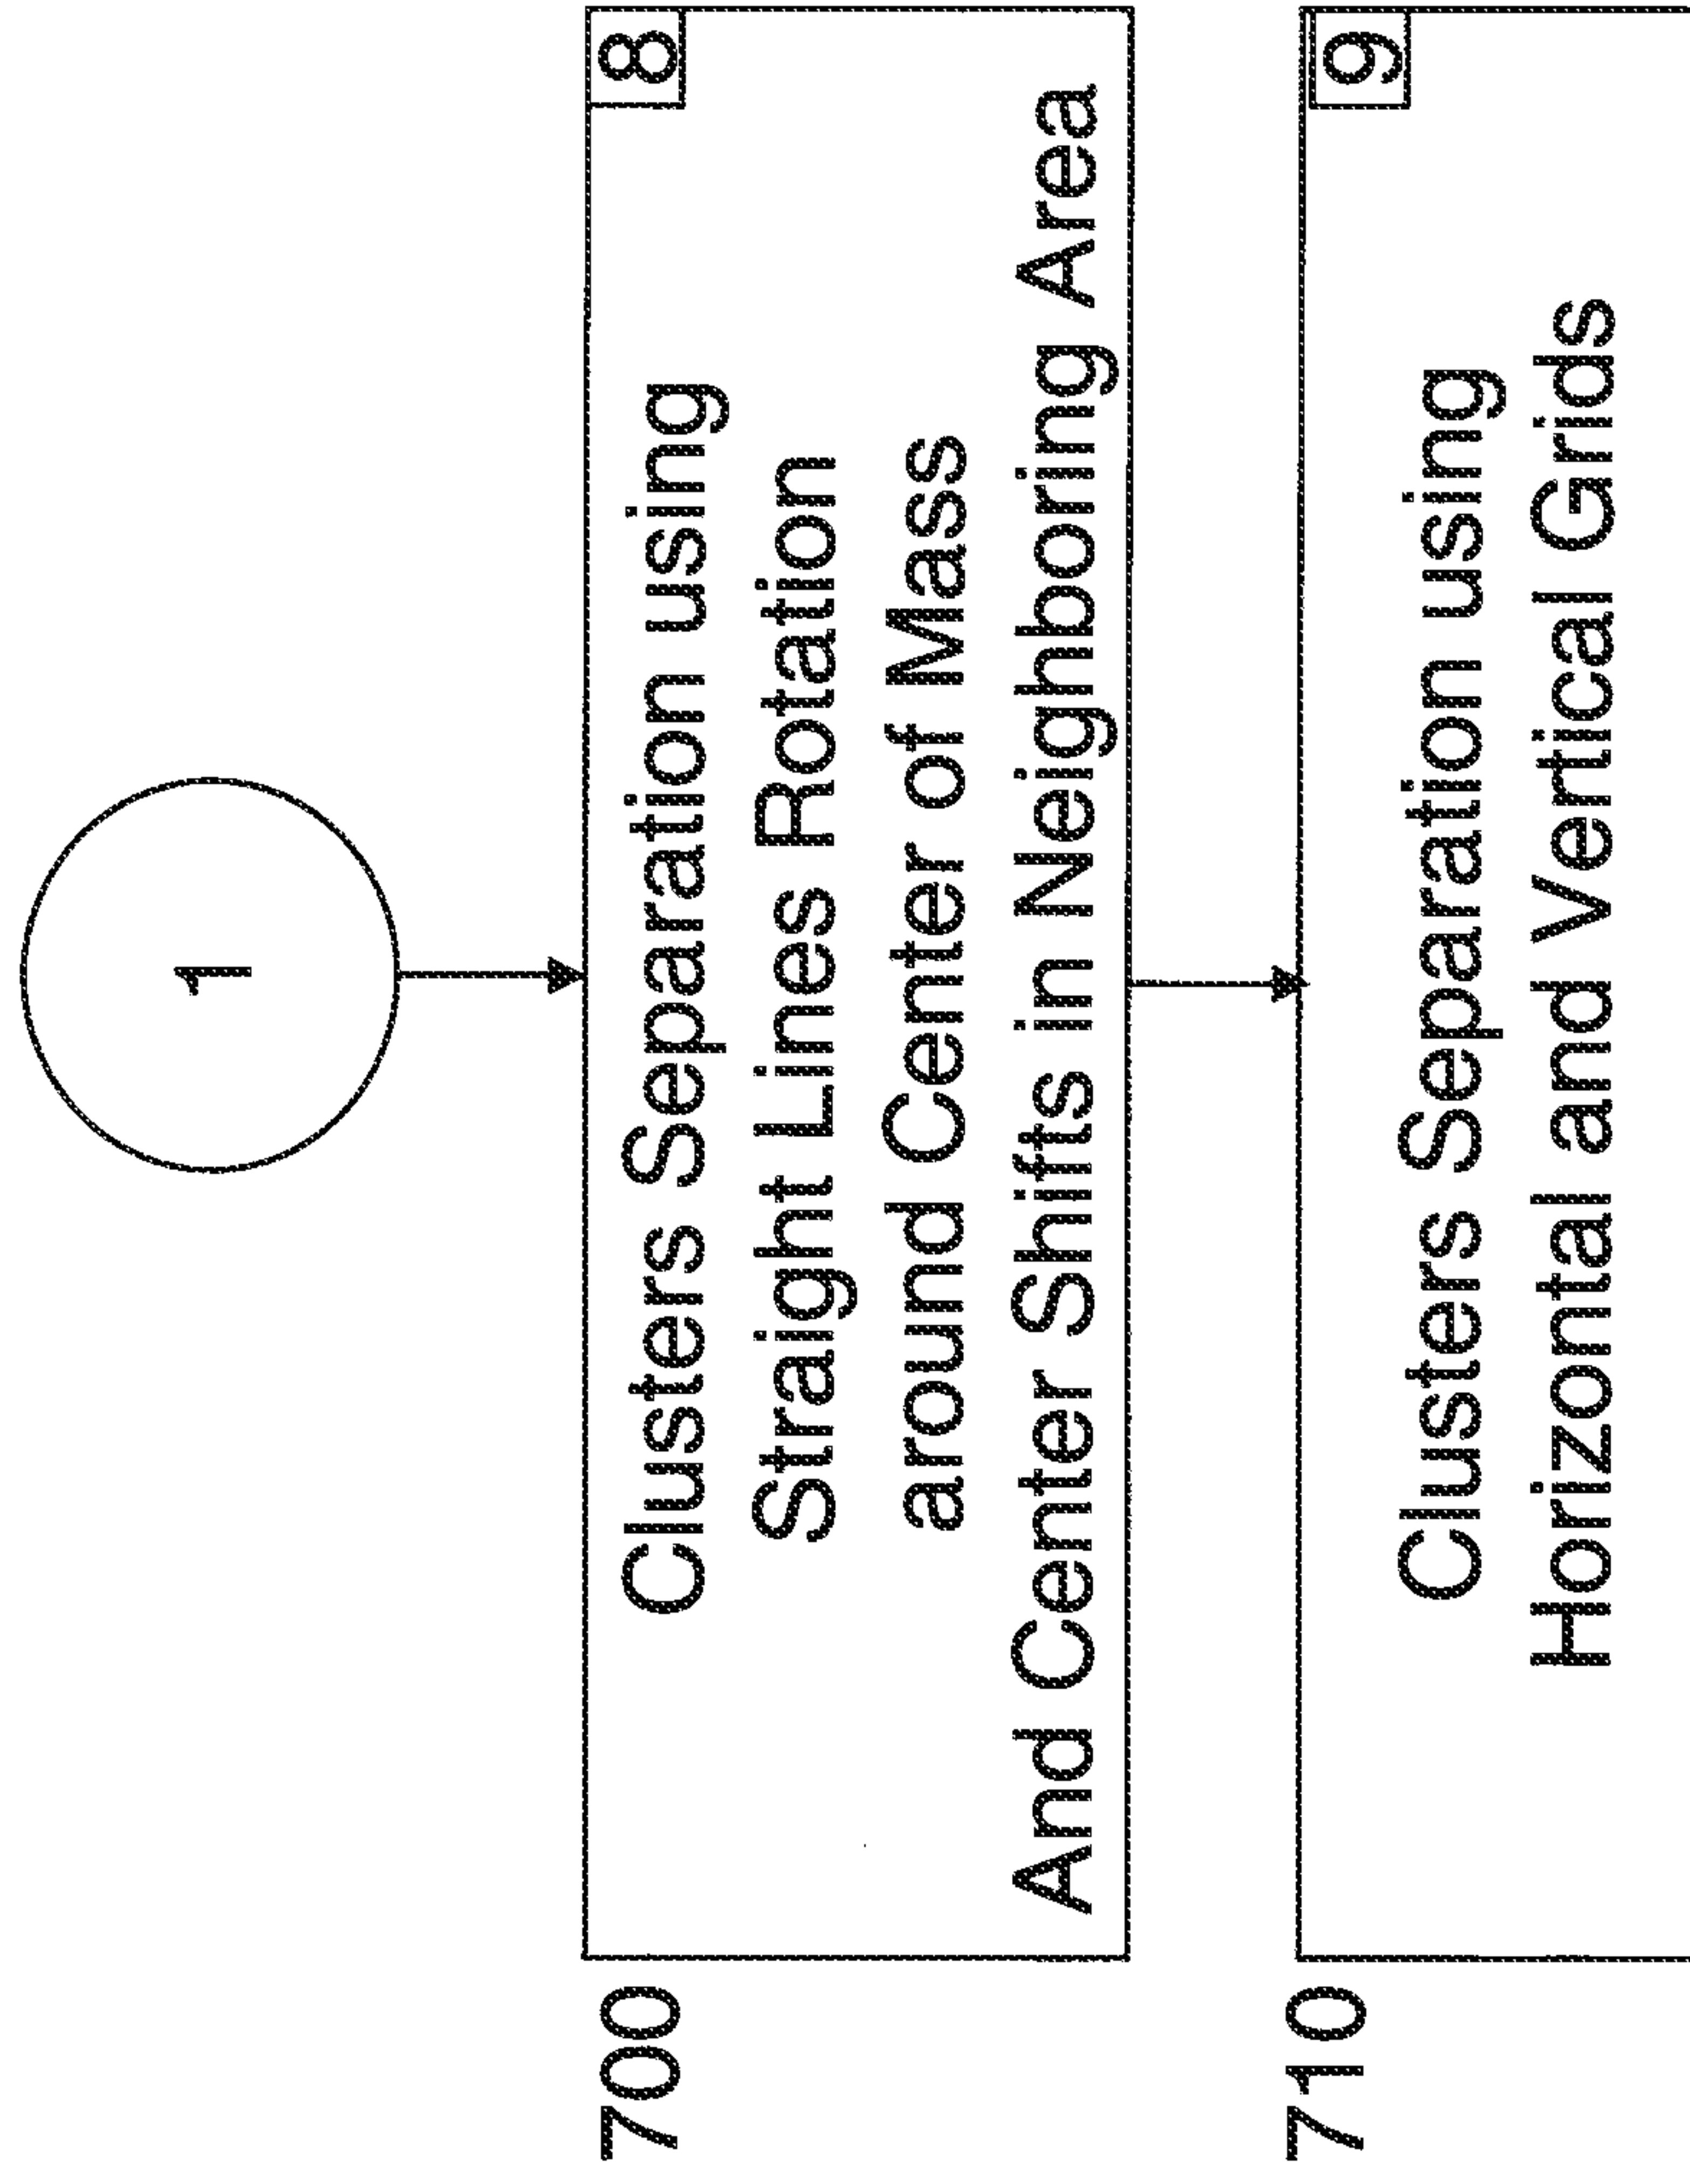 1
700
8
Clusters Separation using
Straight Lines Rotation
around Center of Mass
And Center Shifts in Neighboring Area
710
9
Clusters Separation using
Horizontal and Vertical Grids